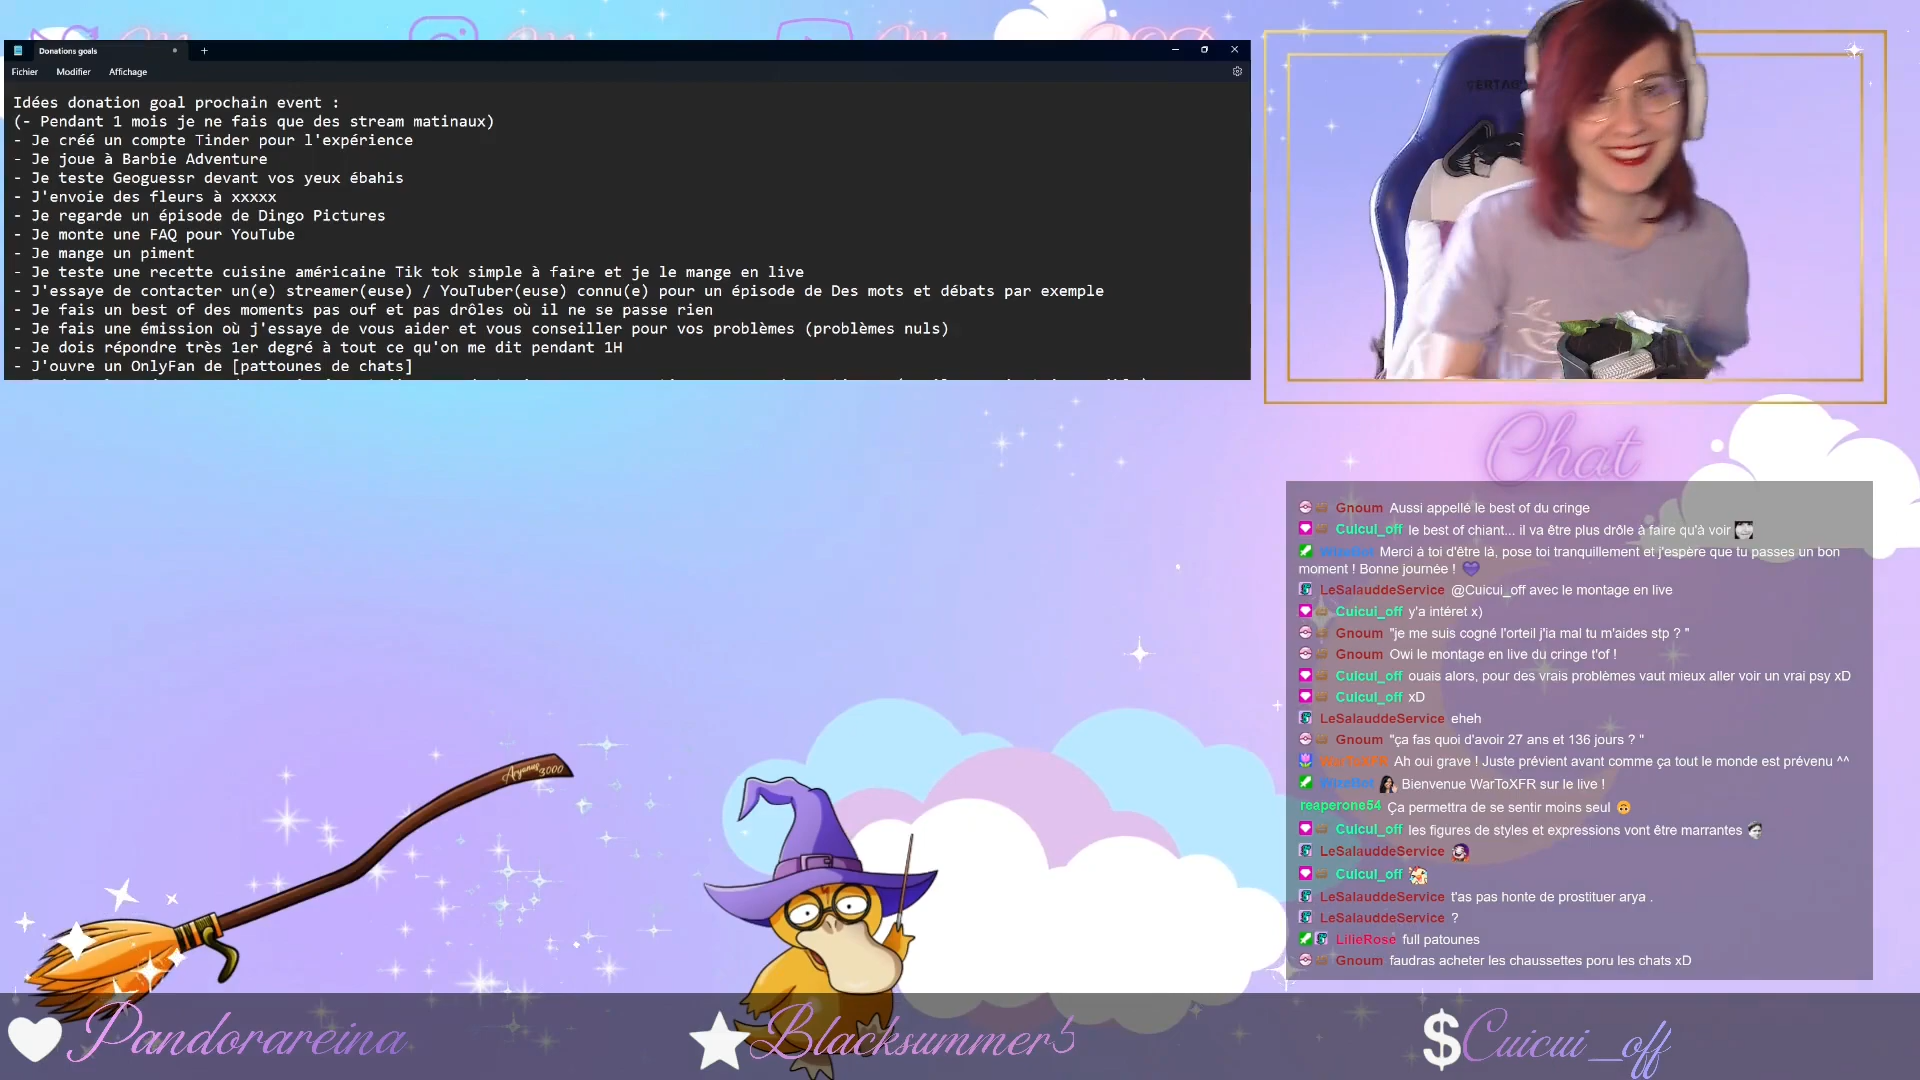 Donations goals
Fichier Modifier Affichage
Idées donation goal prochain event :
(- Pendant 1 mois je ne fais que des stream matinaux)
- Je créé un compte Tinder pour l'expérience
- Je joue à Barbie Adventure
- Je teste Geoguessr devant vos yeux ébahis
- J'envoie des fleurs à xxxxx
- Je regarde un épisode de Dingo Pictures
- Je monte une FAQ pour YouTube
- Je mange un piment
- Je teste une recette cuisine américaine Tik tok simple à faire et je le mange en live
- J'essaye de contacter un(e) streamer(euse) / YouTuber(euse) connu(e) pour un épisode de Des mots et débats par exemple
- Je fais un best of des moments pas ouf et pas drôles où il ne se passe rien
- Je fais une émission où j'essaye de vous aider et vous conseiller pour vos problèmes (problèmes nuls)
- Je dois répondre très 1er degré à tout ce qu'on me dit pendant 1H
- J'ouvre un OnlyFan de [pattounes de chats]
Chat
Gnoum Aussi appellé le best of du cringe
Cuicui_off le best of chiant... il va être plus drôle à faire qu'à voir
WizeBot Merci à toi d'être là, pose toi tranquillement et j'espère que tu passes un bon
moment ! Bonne journée !
LeSalauddeService @Cuicui_off avec le montage en live
Cuicui_off y'a intéret x)
Gnoum "je me suis cogné l'orteil j'ia mal tu m'aides stp ? "
Gnoum Owi le montage en live du cringe t'of !
Cuicui_off ouais alors, pour des vrais problèmes vaut mieux aller voir un vrai psy xD
Cuicui_off xD
LeSalauddeService eheh
Gnoum "ça fas quoi d'avoir 27 ans et 136 jours ? "
WarToXFR Ah oui grave ! Juste prévient avant comme ça tout le monde est prévenu ^^
WizeBot Bienvenue WarToXFR sur le live !
reaperone54 Ça permettra de se sentir moins seul
Cuicui_off les figures de styles et expressions vont être marrantes
LeSalauddeService
Cuicui_off
LeSalauddeService t'as pas honte de prostituer arya .
LeSalauddeService ?
LilieRose full patounes
Gnoum faudras acheter les chaussettes poru les chats xD
Aryanus 3000
Pandorareina
Blacksummer5
$ Cuicui_off